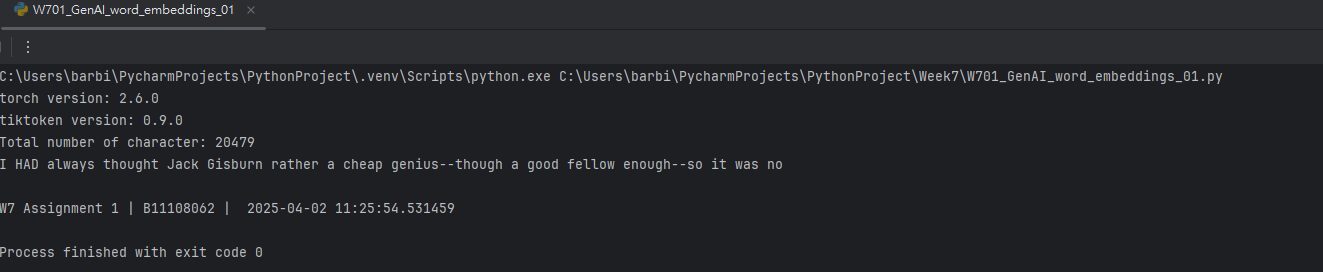 W701_GenAI_word_embeddings_01 ×
C:\Users\barbi\PycharmProjects\PythonProject\.venv\Scripts\python.exe C:\Users\barbi\PycharmProjects\PythonProject\Week7\W701_GenAI_word_embeddings_01.py
torch version: 2.6.0
tiktoken version: 0.9.0
Total number of character: 20479
I HAD always thought Jack Gisburn rather a cheap genius--though a good fellow enough--so it was no
W7 Assignment 1 | B11108062 |  2025-04-02 11:25:54.531459
Process finished with exit code 0